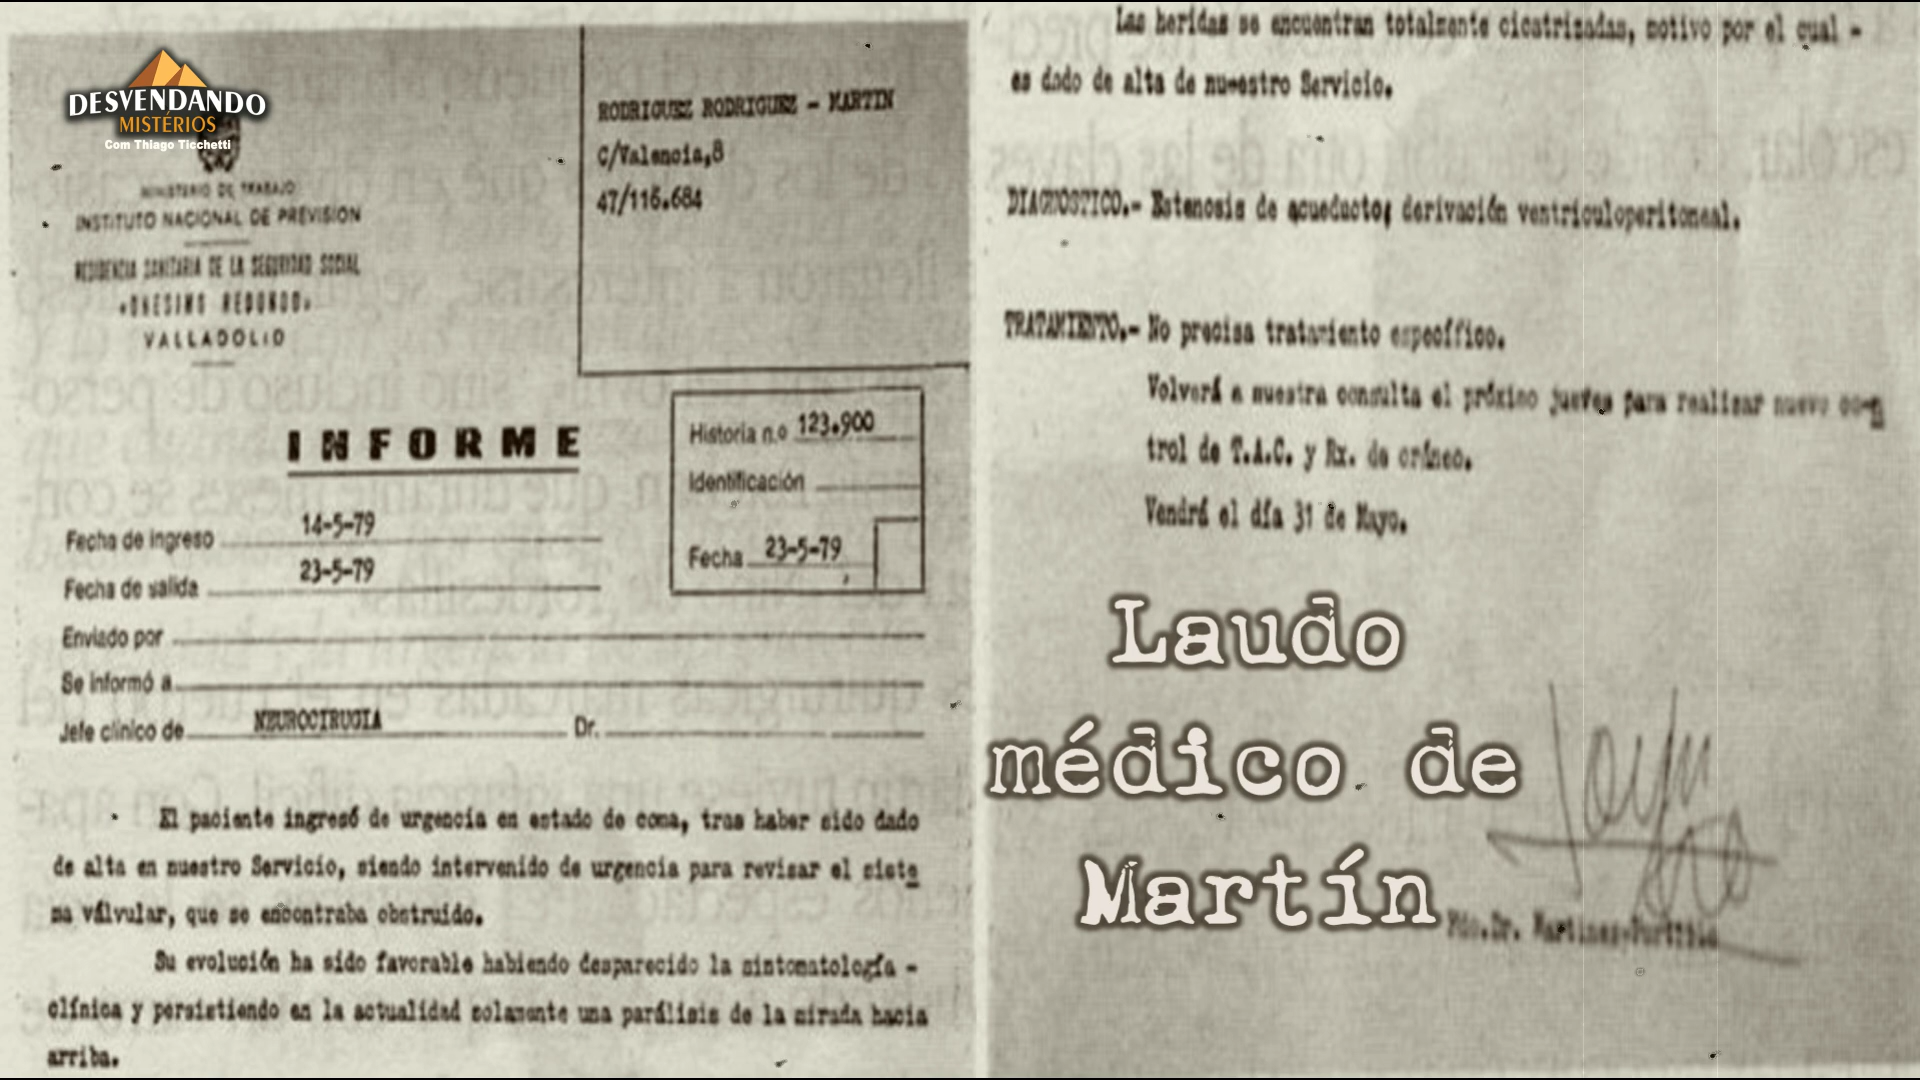 DESVENDANDO
MISTÉRIOS
Com Thiago Ticchetti
MINISTERIO DE TRABAJO
INSTITUTO NACIONAL DE PREVISION
RESIDENCIA SANITARIA DE LA SEGURIDAD SOCIAL
«ONESIMO REDONDO»
VALLADOLID
RODRIGUEZ RODRIGUEZ - MARTIN
C/Valencia,8
47/116.684
INFORME
Historia n.o 123.900
Identificación
Fecha 23-5-79
Fecha de ingreso 14-5-79
Fecha de salida 23-5-79
Enviado por
Se informó a
Jefe clínico de NEUROCIRUGIA Dr.
El paciente ingresó de urgencia en estado de coma, tras haber sido dado
de alta en nuestro Servicio, siendo intervenido de urgencia para revisar el siste
ma válvular, que se encontraba obstruido.
Su evolución ha sido favorable habiendo desparecido la sintomatología -
clínica y persistiendo en la actualidad solamente una parálisis de la mirada hacia
arriba.
Las heridas se encuentran totalmente cicatrizadas, motivo por el cual -
es dado de alta de nuestro Servicio.
DIAGNOSTICO.- Estenosis de acueducto; derivación ventriculoperitoneal.
TRATAMIENTO.- No precisa tratamiento específico.
Volverá a nuestra consulta el próximo jueves para realizar nuevo con
trol de T.A.C. y Rx. de cráneo.
Vendrá el día 31 de Mayo.
Laudo
médico de
Martín
Fdo.Dr.